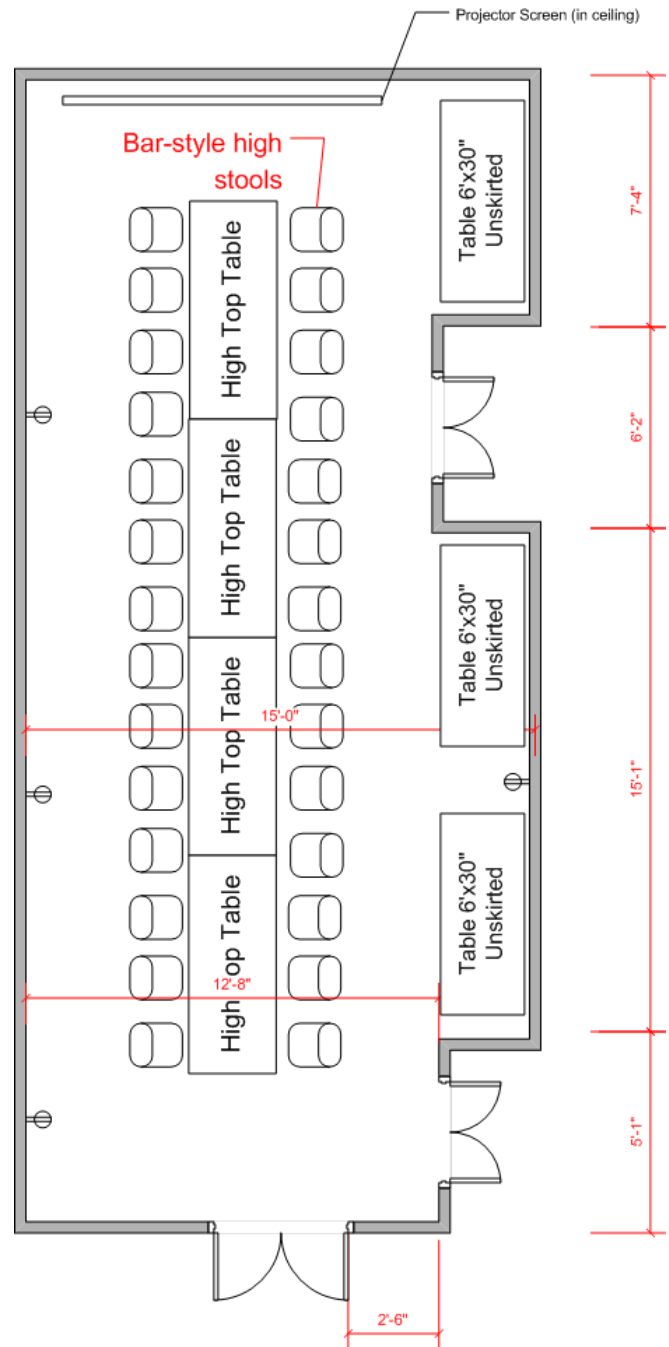 Projector Screen (in ceiling)
Bar-style high
stools
Table 6'x30"
Unskirted
7'-4"
High Top Table
6'-2"
High Top Table
Table 6'x30"
Unskirted
High Top Table
15'-0"
15'-1"
Table 6'x30"
Unskirted
High Top Table
12'-8"
5'-1"
2'-6"